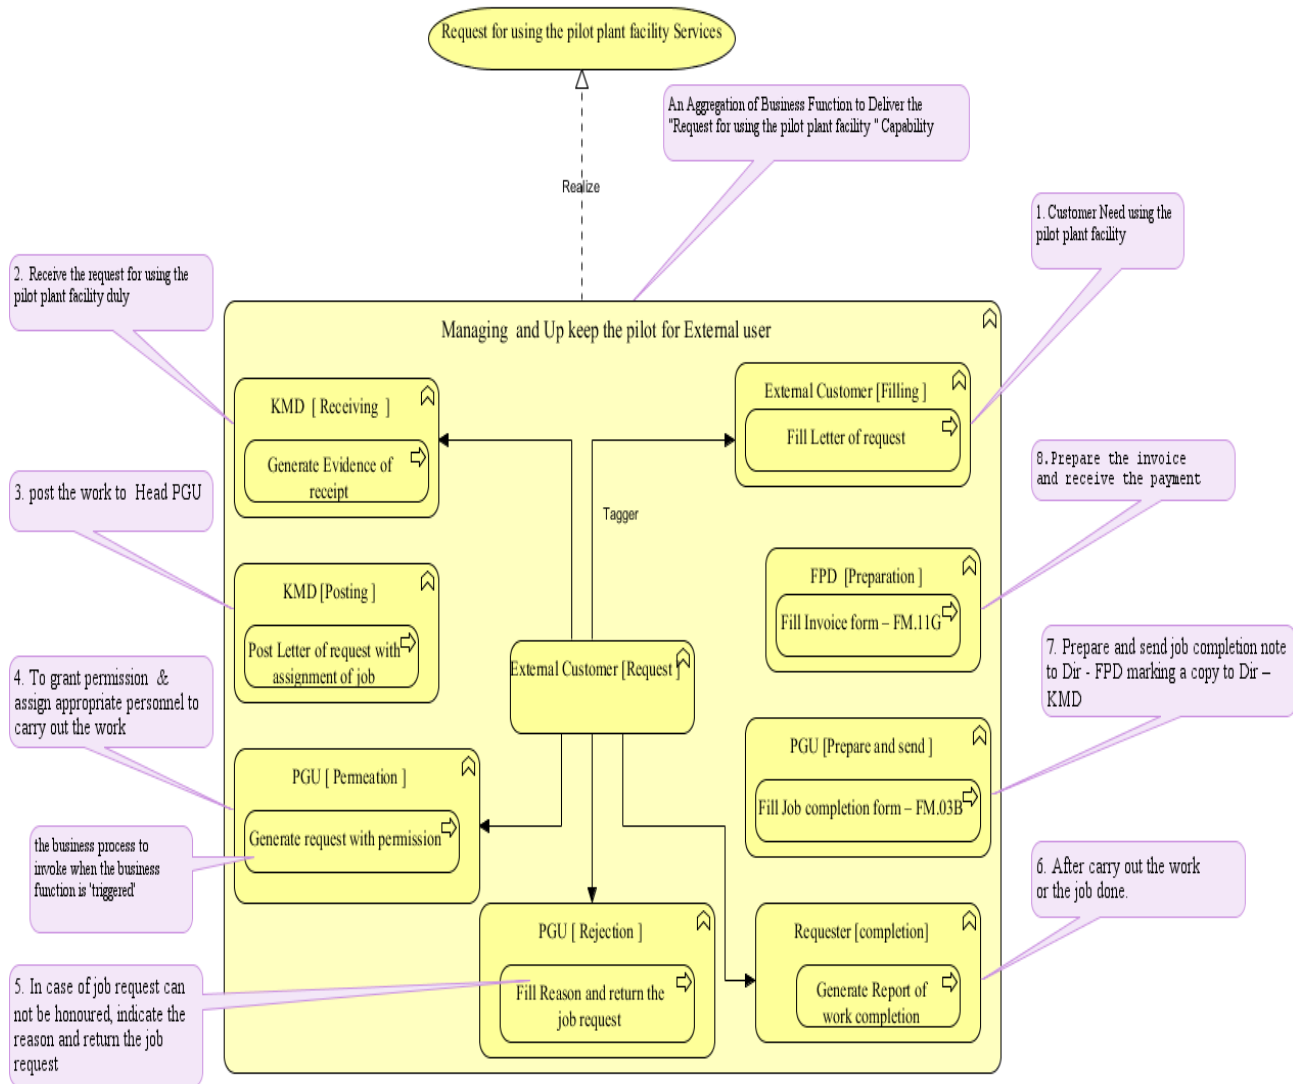 Request for using the pilot plant facility Services
An Aggregation of Business Function to Deliver the
"Request for using the pilot plant facility " Capability
Realize
1. Customer Need using the
pilot plant facility
2. Receive the request for using the
pilot plant facility duly
Managing and Up keep the pilot for External user
KMD [ Receiving ]
Generate Evidence of
receipt
External Customer [Filling ]
Fill Letter of request
3. post the work to Head PGU
8.Prepare the invoice
and receive the payment
Tagger
KMD [Posting ]
Post Letter of request with
assignment of job
FPD [Preparation ]
Fill Invoice form – FM.11G
External Customer [Request ]
4. To grant permission &
assign appropriate personnel to
carry out the work
7. Prepare and send job completion note
to Dir - FPD marking a copy to Dir –
KMD
PGU [ Permeation ]
Generate request with permission
PGU [Prepare and send ]
Fill Job completion form – FM.03B
the business process to
invoke when the business
function is 'triggered'
6. After carry out the work
or the job done.
PGU [ Rejection ]
Fill Reason and return the
job request
Requester [completion]
Generate Report of
work completion
5. In case of job request can
not be honoured, indicate the
reason and return the job
request